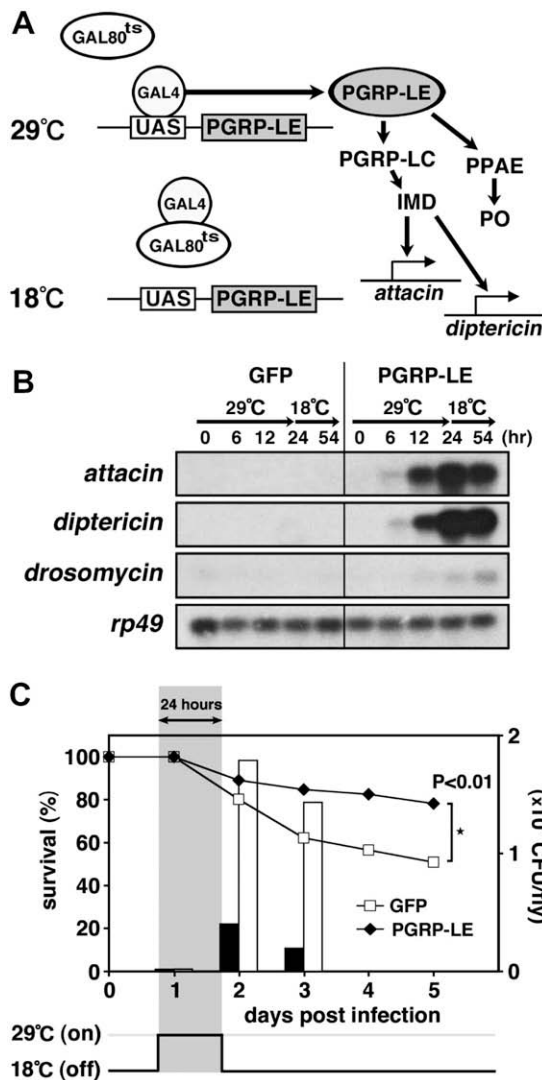 A
GAL80ts
GAL4
29°C
UAS
PGRP-LE
PGRP-LE
PGRP-LC
PPAE
IMD
PO
GAL4
GAL80ts
18°C
UAS
PGRP-LE
attacin
diptericin
B
GFP PGRP-LE
29°C 18°C 29°C 18°C
0 6 12 24 54 0 6 12 24 54 (hr)
attacin
diptericin
drosomycin
rp49
C
24 hours
100
80
60
40
20
0
survival (%)
2
1
0
CFU/fly)
P<0.01
★
GFP
PGRP-LE
0 1 2 3 4 5
days post infection
29°C (on)
18°C (off)